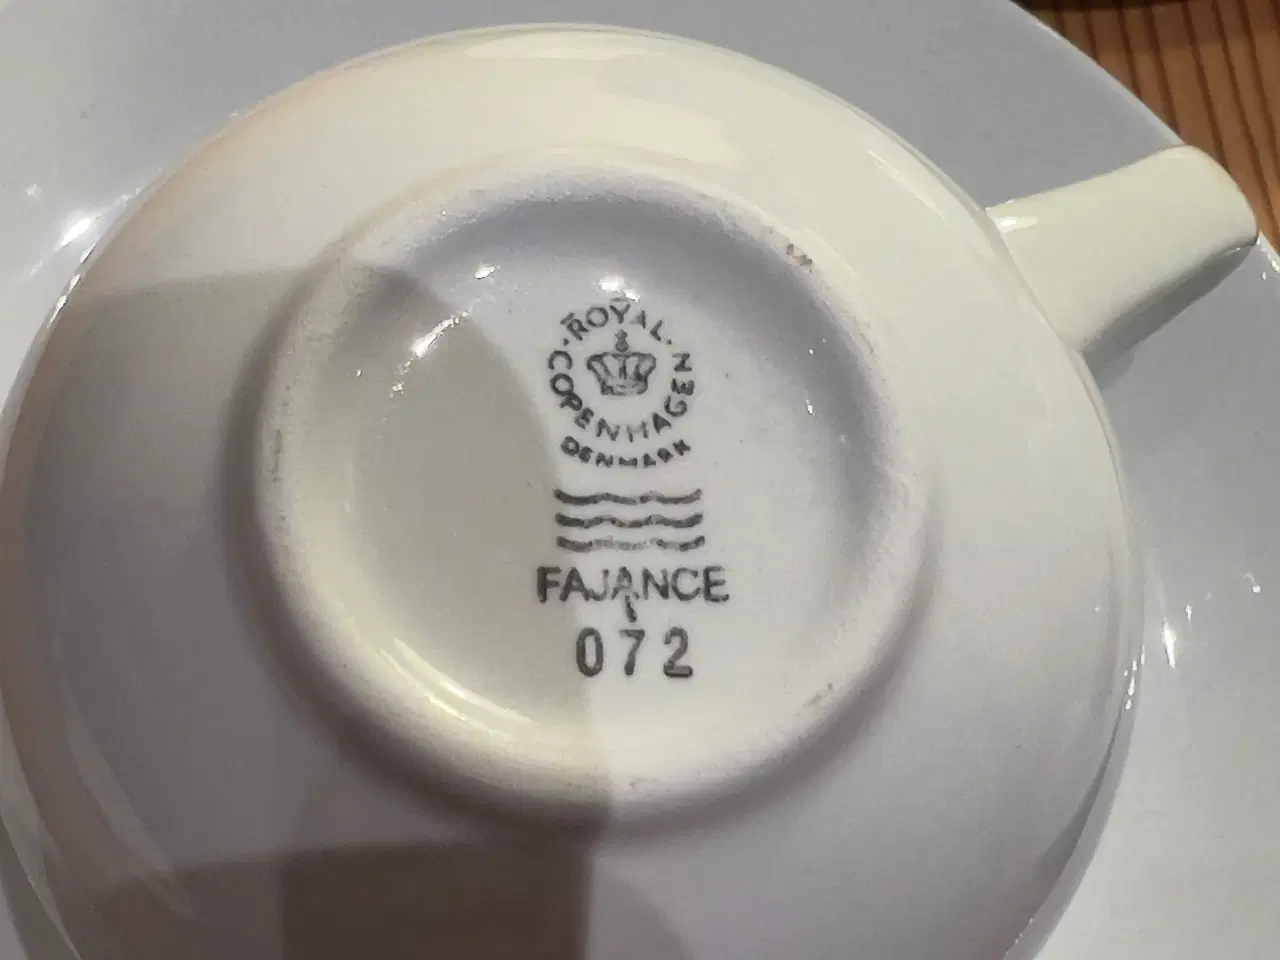 ROYAL
COPENHAGEN
DENMARK
FAJANCE
072